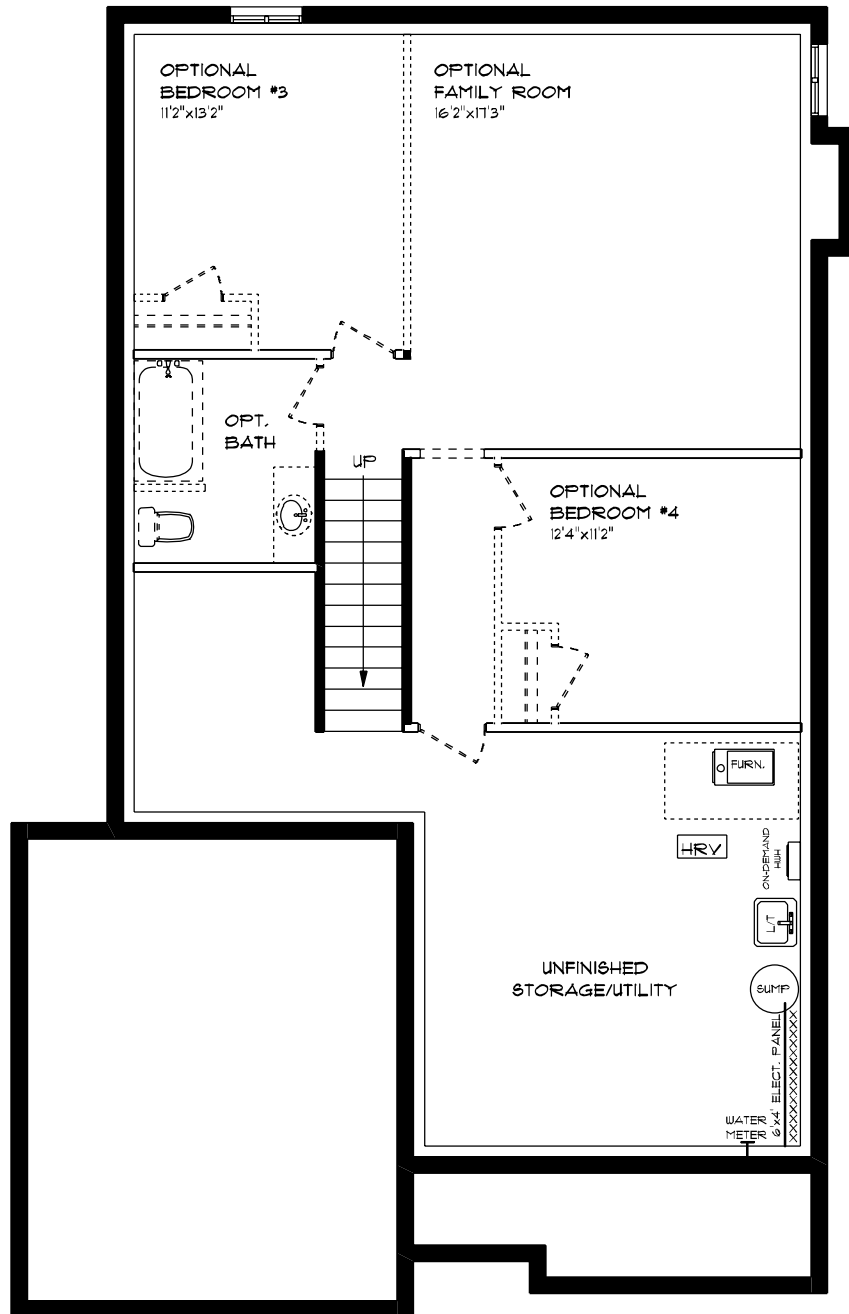 OPTIONAL
BEDROOM #3
11'2"x13'2"
OPTIONAL
FAMILY ROOM
16'2"x17'3"
OPT.
BATH
UP
OPTIONAL
BEDROOM #4
12'4"x11'2"
FURN.
HRV
ON-DEMAND
HWH
L/T
UNFINISHED
STORAGE/UTILITY
SUMP
6'x4' ELECT. PANEL
WATER
METER